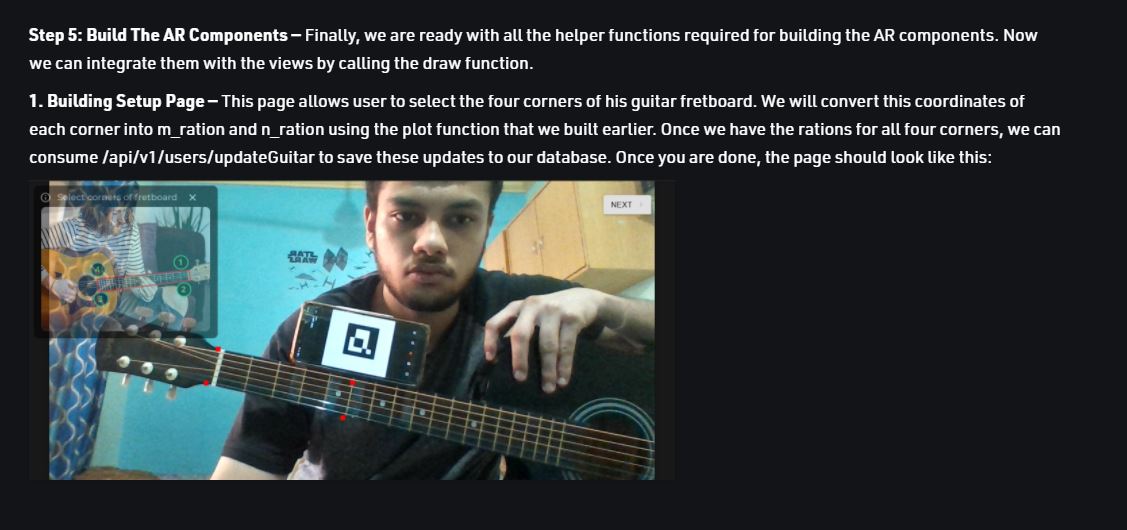 Step 5: Build The AR Components – Finally, we are ready with all the helper functions required for building the AR components. Now
we can integrate them with the views by calling the draw function.
1. Building Setup Page – This page allows user to select the four corners of his guitar fretboard. We will convert this coordinates of
each corner into m_ration and n_ration using the plot function that we built earlier. Once we have the rations for all four corners, we can
consume /api/v1/users/updateGuitar to save these updates to our database. Once you are done, the page should look like this:
Select corners of fretboard
NEXT
1
2